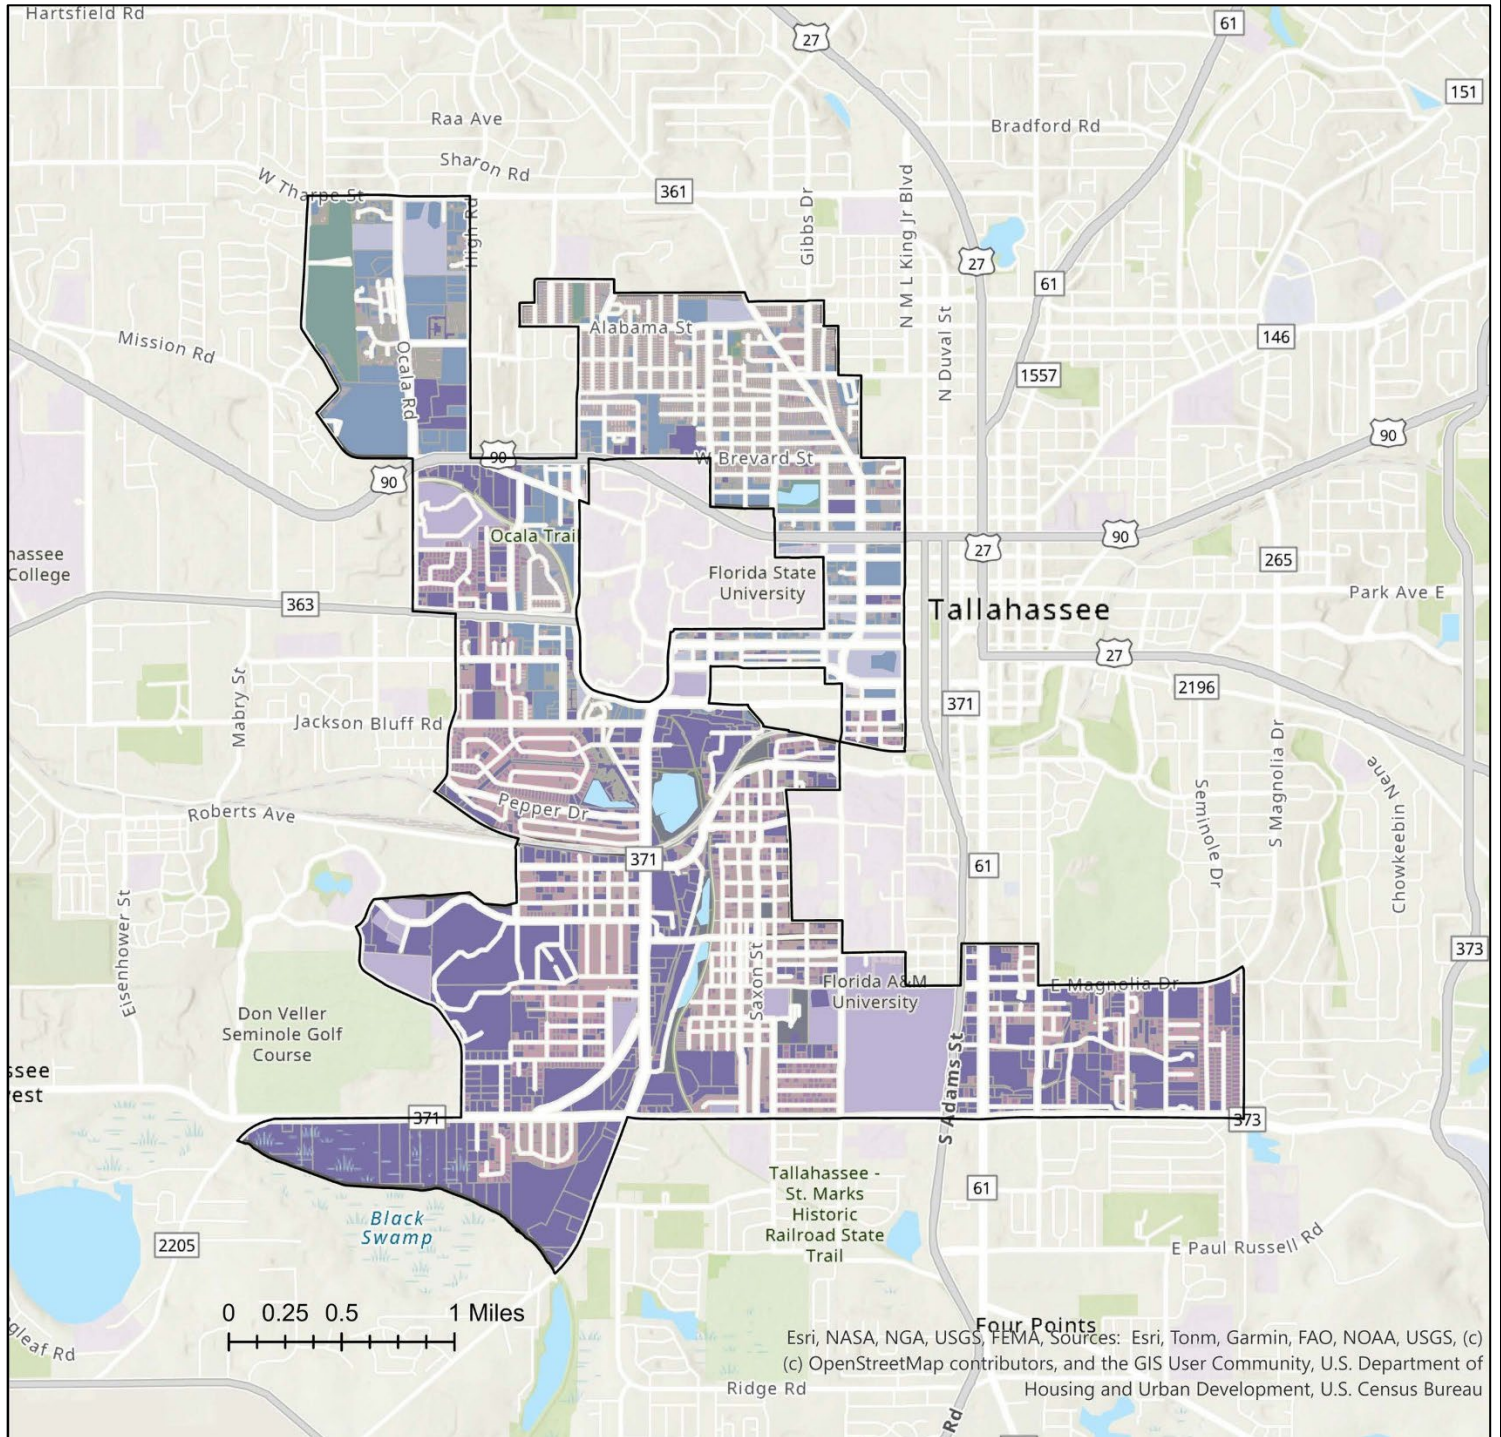 Hartsfield Rd
27
61
151
Raa Ave
Bradford Rd
Sharon Rd
W Tharpe St
361
High Rd
Gibbs Dr
N M L King Jr Blvd
27
61
Mission Rd
Alabama St
N Duval St
146
Ocala Rd
1557
90
W Brevard St
90
90
Ocala Trail
27
90
265
hassee
College
Florida State
University
363
Tallahassee
Park Ave E
27
Mabry St
2196
371
Jackson Bluff Rd
S Magnolia Dr
Chowkeebin Nene
Seminole Dr
Pepper Dr
Roberts Ave
371
61
Eisenhower St
Saxon St
373
Florida A&M
University
E Magnolia Dr
Don Veller
Seminole Golf
Course
S Adams St
ssee
rest
371
373
Tallahassee -
St. Marks
Historic
Railroad State
Trail
61
Black
Swamp
2205
E Paul Russell Rd
0 0.25 0.5 1 Miles
gleaf Rd
Four Points
Esri, NASA, NGA, USGS, FEMA, Sources: Esri, Tonm, Garmin, FAO, NOAA, USGS, (c)
(c) OpenStreetMap contributors, and the GIS User Community, U.S. Department of
Housing and Urban Development, U.S. Census Bureau
Ridge Rd
Rd